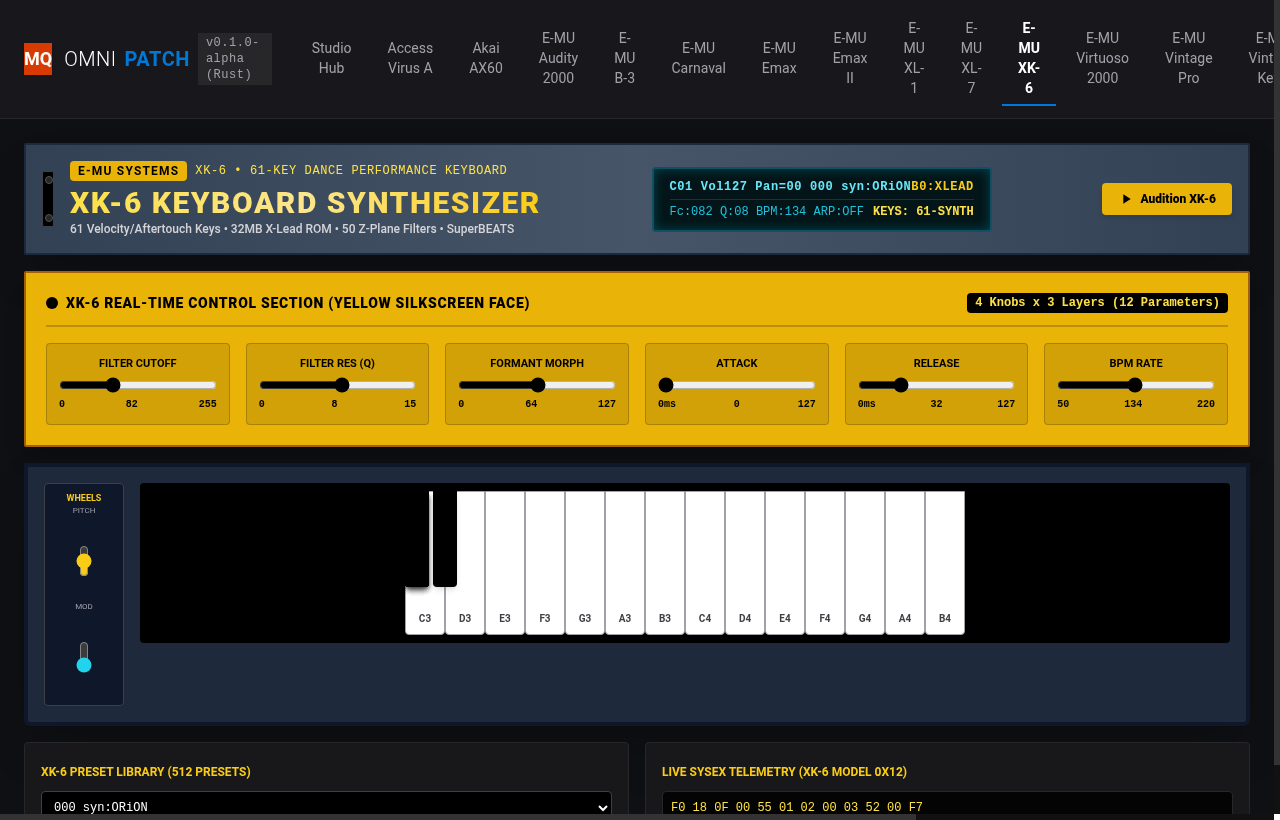 MQ OMNI PATCH
v0.1.0-
alpha
(Rust)
Studio
Hub
Access
Virus A
Akai
AX60
E-MU
Audity
2000
E-
MU
B-3
E-MU
Carnaval
E-MU
Emax
E-MU
Emax
II
E-
MU
XL-
1
E-
MU
XL-
7
E-
MU
XK-
6
E-MU
Virtuoso
2000
E-MU
Vintage
Pro
E-MU SYSTEMS XK-6 • 61-KEY DANCE PERFORMANCE KEYBOARD
XK-6 KEYBOARD SYNTHESIZER
61 Velocity/Aftertouch Keys • 32MB X-Lead ROM • 50 Z-Plane Filters • SuperBEATS
C01 Vol127 Pan=00 000 syn:ORiONB0:XLEAD
Fc:082 Q:08 BPM:134 ARP:OFF KEYS: 61-SYNTH
Audition XK-6
XK-6 REAL-TIME CONTROL SECTION (YELLOW SILKSCREEN FACE)
4 Knobs x 3 Layers (12 Parameters)
FILTER CUTOFF
0 82 255
FILTER RES (Q)
0 8 15
FORMANT MORPH
0 64 127
ATTACK
0ms 0 127
RELEASE
0ms 32 127
BPM RATE
50 134 220
WHEELS
PITCH
MOD
C3 D3 E3 F3 G3 A3 B3 C4 D4 E4 F4 G4 A4 B4
XK-6 PRESET LIBRARY (512 PRESETS)
000 syn:ORiON
LIVE SYSEX TELEMETRY (XK-6 MODEL 0X12)
F0 18 0F 00 55 01 02 00 03 52 00 F7